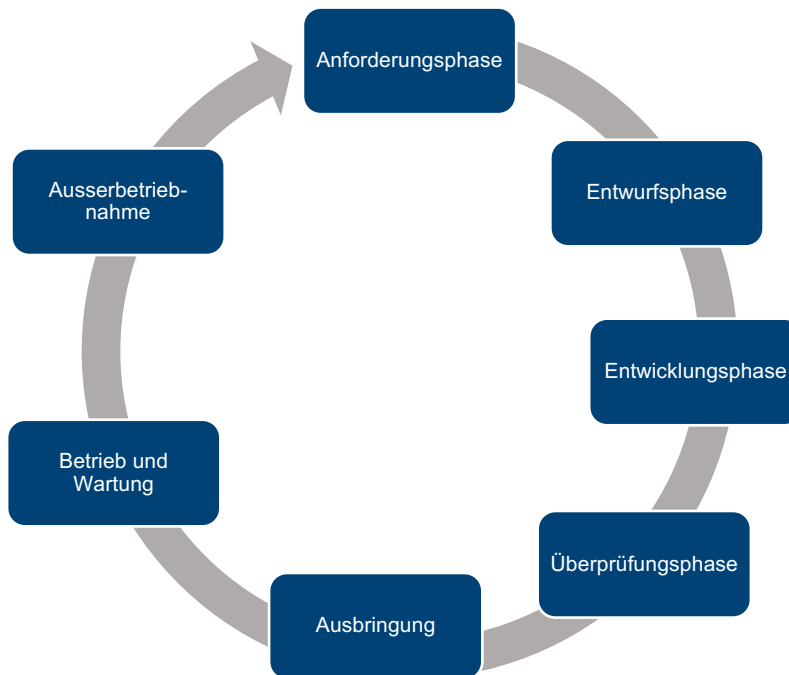 Anforderungsphase
Entwurfsphase
Entwicklungsphase
Überprüfungsphase
Ausbringung
Betrieb und
Wartung
Ausserbetrieb-
nahme